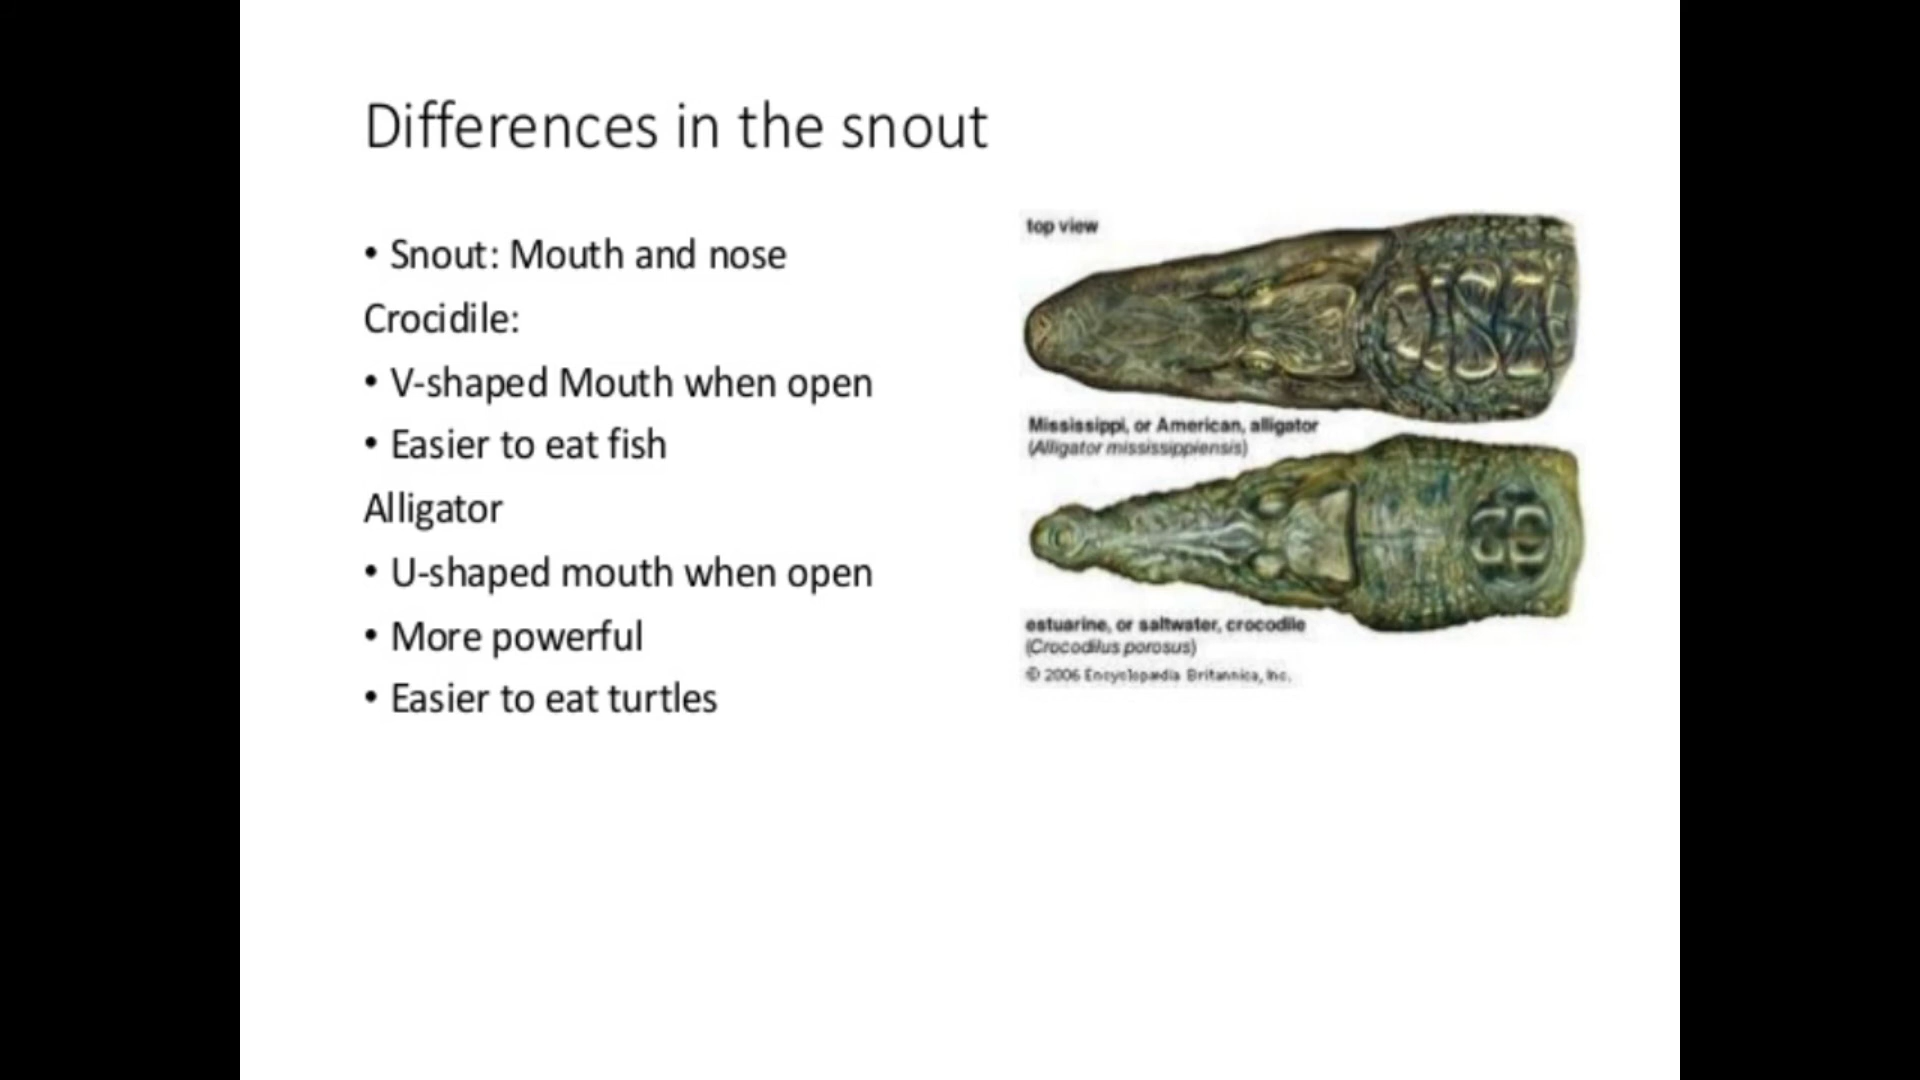 Differences in the snout
• Snout: Mouth and nose
Crocidile:
• V-shaped Mouth when open
• Easier to eat fish
Alligator
• U-shaped mouth when open
• More powerful
• Easier to eat turtles
top view
Mississippi, or American, alligator
(Alligator mississippiensis)
estuarine, or saltwater, crocodile
(Crocodilus porosus)
© 2006 Encyclopædia Britannica, Inc.